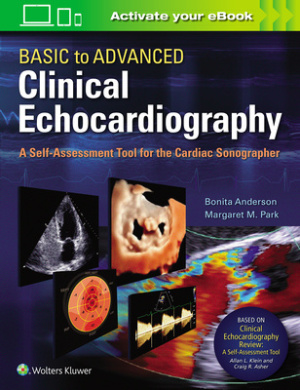 Activate your eBook
BASIC to ADVANCED
Clinical
Echocardiography
A Self-Assessment Tool for the Cardiac Sonographer
Bonita Anderson
Margaret M. Park
BASED ON
Clinical
Echocardiography
Review:
A Self-Assessment Tool
Allan L. Klein and
Craig R. Asher
Wolters Kluwer